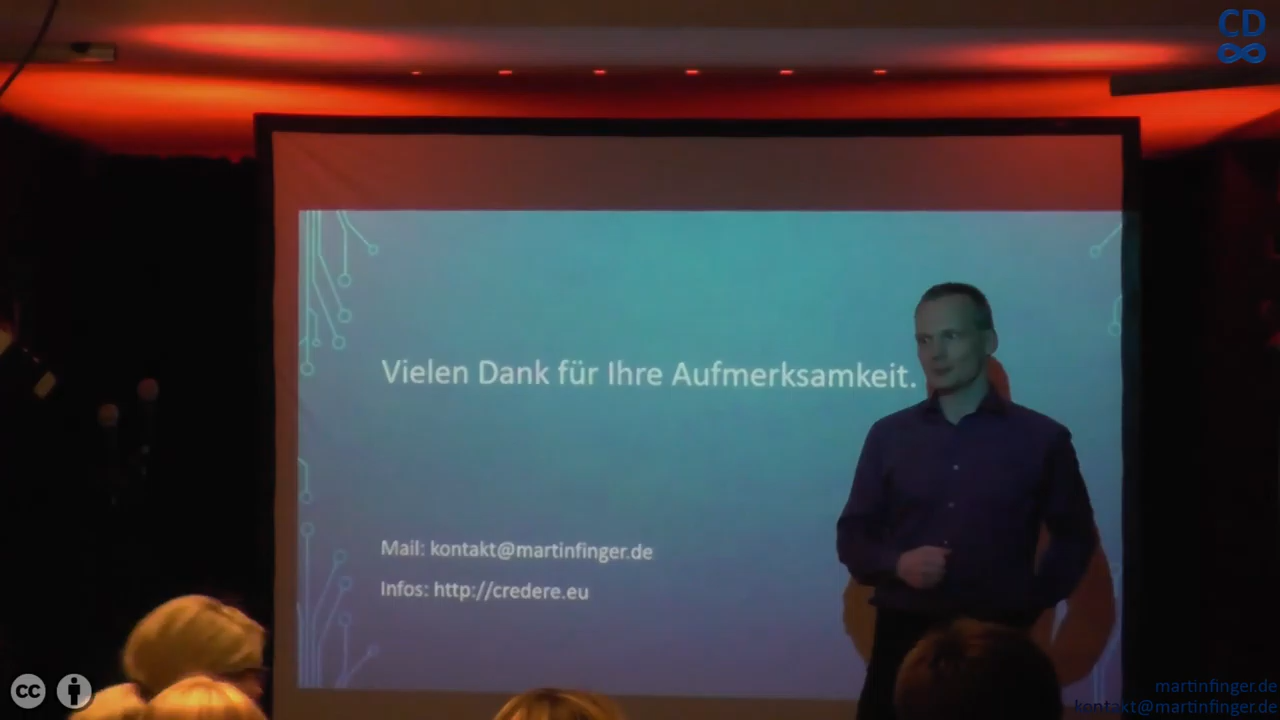 CD
Vielen Dank für Ihre Aufmerksamkeit.
Mail: kontakt@martinfinger.de
Infos: http://credere.eu
cc
martinfinger.de
kontakt@martinfinger.de